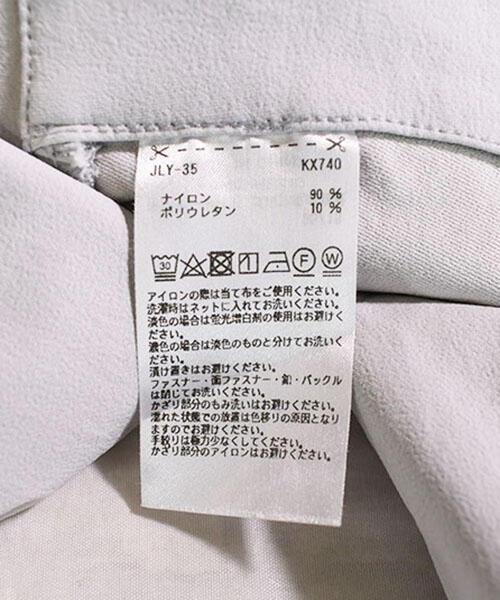 JLY-35 KX740
ナイロン 90 %
ポリウレタン 10 %
30 F W
アイロンの際は当て布をご使用ください。
洗濯時はネットに入れてお洗いください。
淡色の場合は蛍光増白剤の使用はお避けく
ださい。
濃色の場合は淡色のものと分けてお洗いく
ださい。
漬け置きはお避けください。
ファスナー・面ファスナー・釦・バックル
は閉じてお洗いください。
かざり部分のもみ洗いはお避けください。
濡れた状態での放置は色移りの原因となり
ますのでお避けください。
手絞りは極力少なくしてください。
かざり部分のアイロンはお避けください。